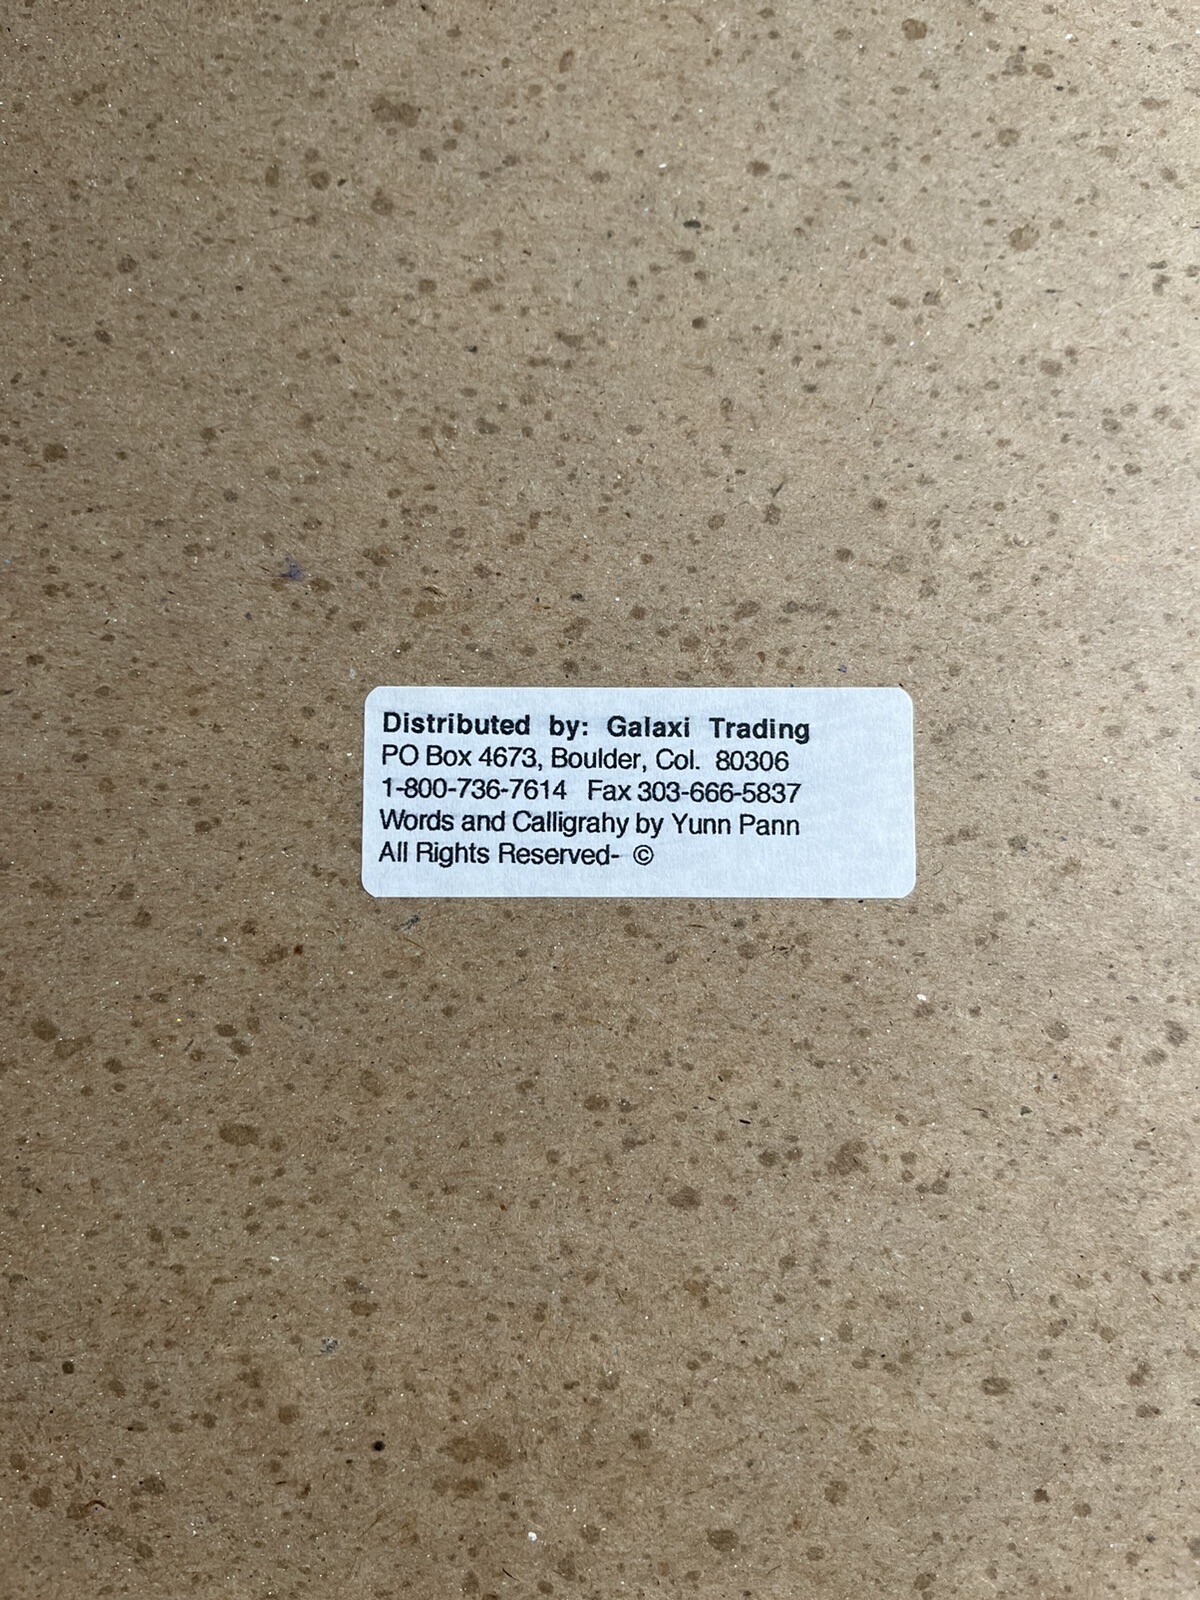 Distributed by: Galaxi Trading
PO Box 4673, Boulder, Col. 80306
1-800-736-7614 Fax 303-666-5837
Words and Calligrahy by Yunn Pann
All Rights Reserved- ©